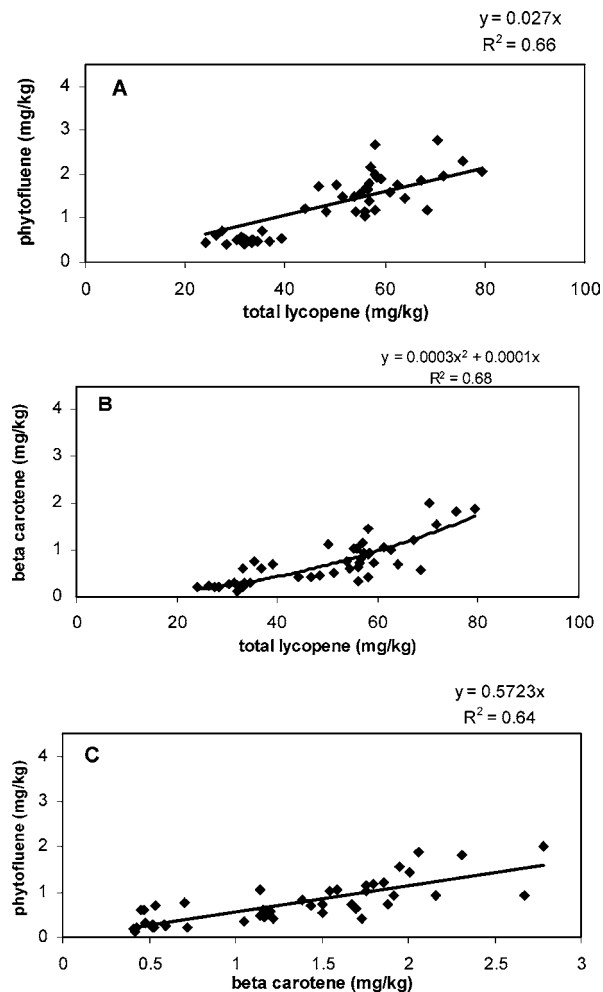 y = 0.027x
R² = 0.66
A
phytofluene (mg/kg)
4
3
2
1
0
0 20 40 60 80 100
total lycopene (mg/kg)
y = 0.0003x² + 0.0001x
R² = 0.68
B
beta carotene (mg/kg)
4
3
2
1
0
0 20 40 60 80 100
total lycopene (mg/kg)
y = 0.5723x
R² = 0.64
C
phytofluene (mg/kg)
4
3
2
1
0
0 0.5 1 1.5 2 2.5 3
beta carotene (mg/kg)